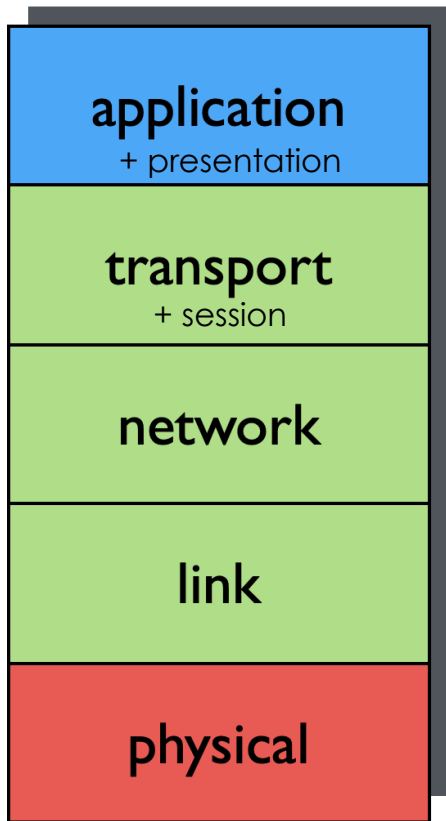 application
+ presentation
transport
+ session
network
link
physical